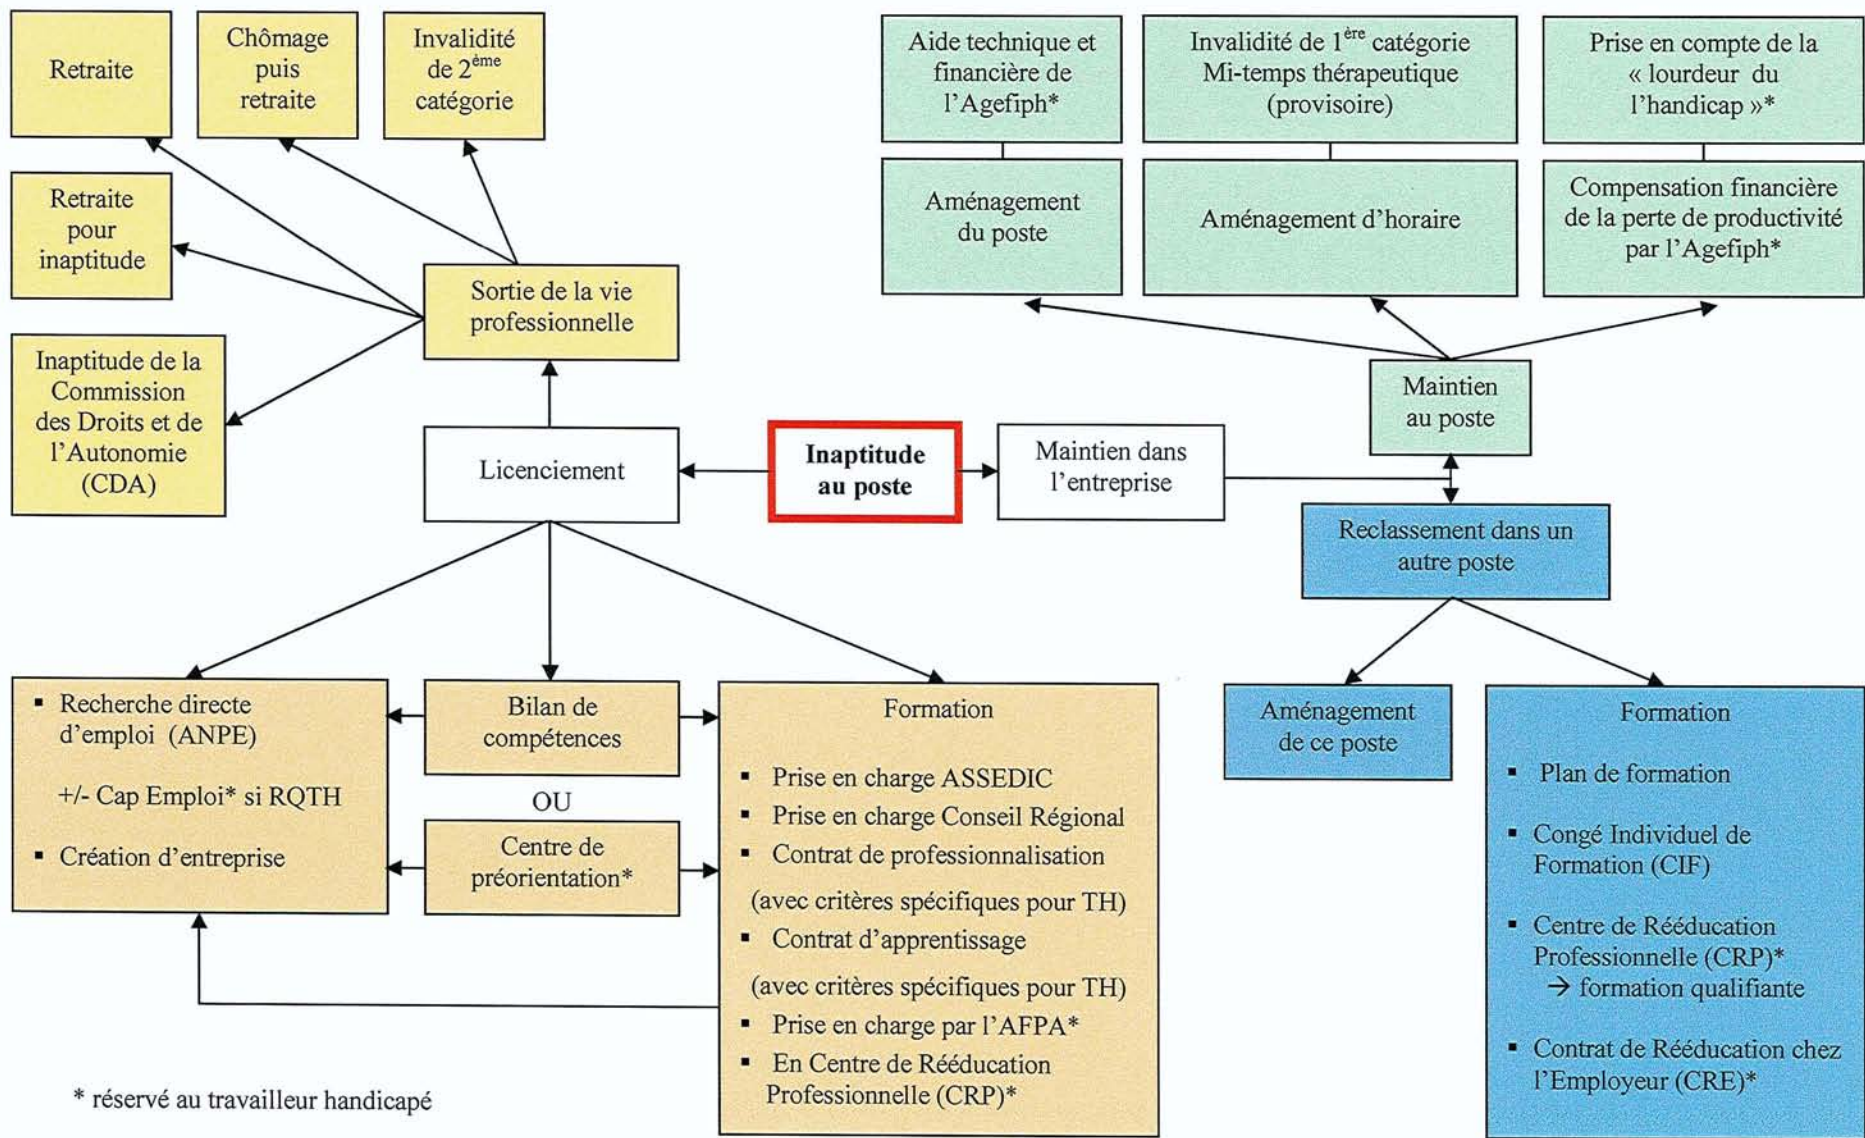 Retraite
Chômage
puis
retraite
Invalidité
de 2ème
catégorie
Aide technique et
financière de
l'Agefiph*
Invalidité de 1ère catégorie
Mi-temps thérapeutique
(provisoire)
Prise en compte de la
« lourdeur du
l'handicap »*
Retraite
pour
inaptitude
Aménagement
du poste
Aménagement d'horaire
Compensation financière
de la perte de productivité
par l'Agefiph*
Sortie de la vie
professionnelle
Inaptitude de la
Commission
des Droits et de
l'Autonomie
(CDA)
Maintien
au poste
Licenciement
Inaptitude
au poste
Maintien dans
l'entreprise
Reclassement dans un
autre poste
▪ Recherche directe
d'emploi (ANPE)
+/- Cap Emploi* si RQTH
▪ Création d'entreprise
Bilan de
compétences
OU
Centre de
préorientation*
Formation
▪ Prise en charge ASSEDIC
▪ Prise en charge Conseil Régional
▪ Contrat de professionnalisation
(avec critères spécifiques pour TH)
▪ Contrat d'apprentissage
(avec critères spécifiques pour TH)
▪ Prise en charge par l'AFPA*
▪ En Centre de Rééducation
Professionnelle (CRP)*
Aménagement
de ce poste
Formation
▪ Plan de formation
▪ Congé Individuel de
Formation (CIF)
▪ Centre de Rééducation
Professionnelle (CRP)*
→ formation qualifiante
▪ Contrat de Rééducation chez
l'Employeur (CRE)*
* réservé au travailleur handicapé